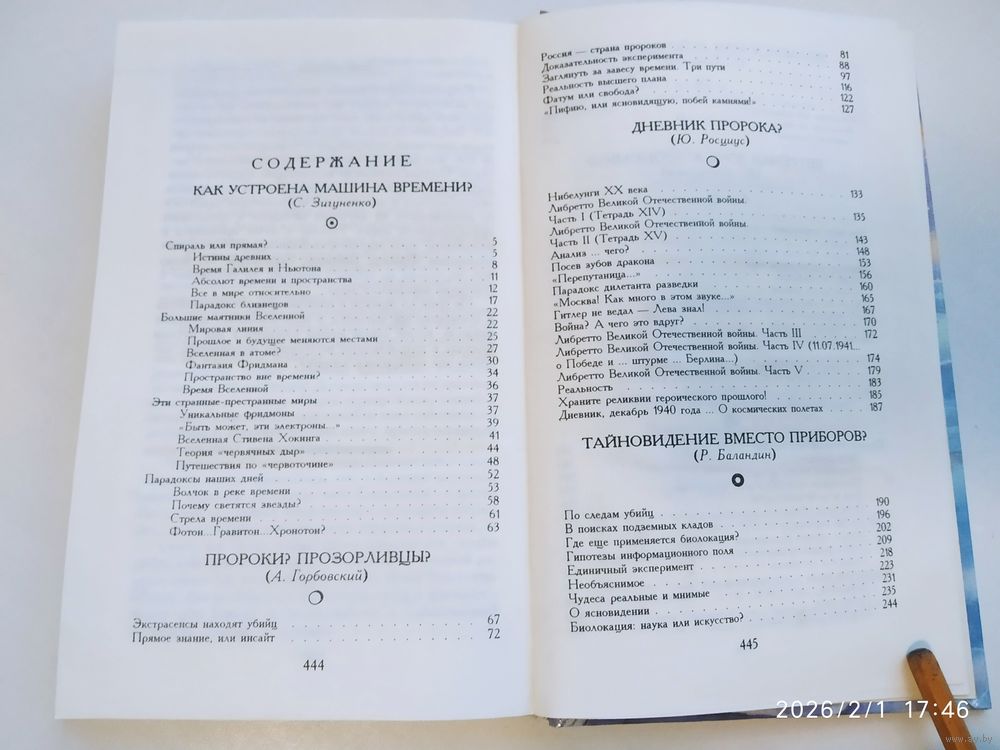 СОДЕРЖАНИЕ
КАК УСТРОЕНА МАШИНА ВРЕМЕНИ?
(С. Зигуненко)
Спираль или прямая? 5
Истины древних 5
Время Галилея и Ньютона 8
Абсолют времени и пространства 11
Все в мире относительно 12
Парадокс близнецов 17
Большие маятники Вселенной 22
Мировая линия 22
Прошлое и будущее меняются местами 25
Вселенная в атоме? 27
Фантазия Фридмана 30
Пространство вне времени? 34
Время Вселенной 36
Эти странные-престранные миры 37
Уникальные фридмоны 37
„Быть может, эти электроны..." 39
Вселенная Стивена Хокинга 41
Теория «червячных дыр» 44
Путешествия по «червоточине» 48
Парадоксы наших дней 52
Волчок в реке времени 53
Почему светятся звезды? 58
Стрела времени 61
Фотон...Гравитон...Хронотон? 63
ПРОРОКИ? ПРОЗОРЛИВЦЫ?
(А. Горбовский)
Экстрасенсы находят убийц 67
Прямое знание, или инсайт 72
444
Россия — страна пророков 81
Доказательность эксперимента 88
Заглянуть за завесу времени. Три пути 97
Реальность высшего плана 116
Фатум или свобода? 122
«Пифию, или ясновидящую, побей камнями!» 127
ДНЕВНИК ПРОРОКА?
(Ю. Росциус)
Нибелунги XX века 133
Либретто Великой Отечественной войны.
Часть I (Тетрадь XIV) 135
Либретто Великой Отечественной войны.
Часть II (Тетрадь XV) 143
Анализ ... чего? 148
Посев зубов дракона 153
„Перепутаница..." 156
Парадокс дилетанта разведки 160
«Москва! Как много в этом звуке...» 165
Гитлер не ведал — Лева знал! 167
Война? А чего это вдруг? 170
Либретто Великой Отечественной войны. Часть III 172
Либретто Великой Отечественной войны. Часть IV (11.07.1941...
о Победе и ... штурме ... Берлина...) 174
Либретто Великой Отечественной войны. Часть V 179
Реальность 183
Храните реликвии героического прошлого! 185
Дневник, декабрь 1940 года ... О космических полетах 187
ТАЙНОВИДЕНИЕ ВМЕСТО ПРИБОРОВ?
(Р. Баландин)
По следам убийц 190
В поисках подземных кладов 196
Где еще применяется биолокация? 202
Гипотезы информационного поля 209
Единичный эксперимент 218
Необъяснимое 223
Чудеса реальные и мнимые 231
О ясновидении 235
Биолокация: наука или искусство? 244
445
2026/2/1 17:46
www.ay.by